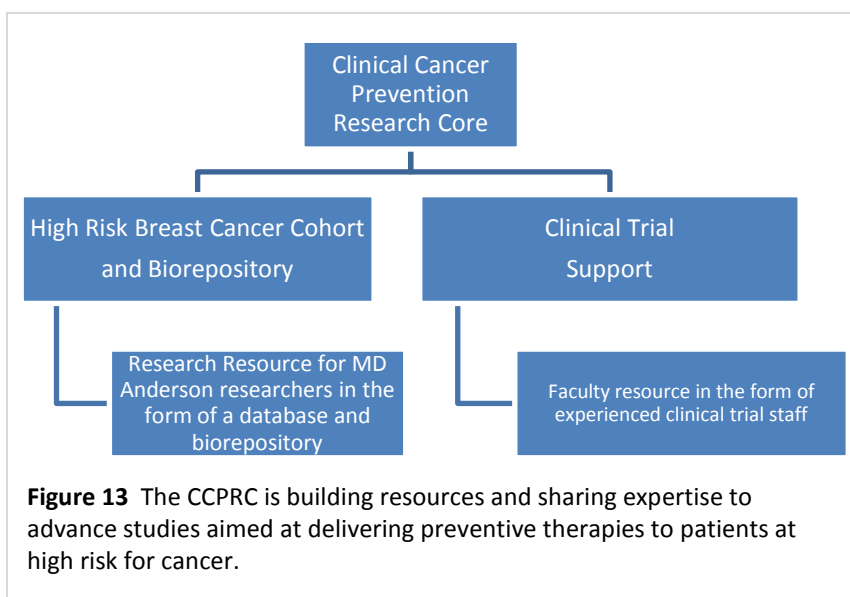 Clinical Cancer
Prevention
Research Core
High Risk Breast Cancer Cohort
and Biorepository
Clinical Trial
Support
Research Resource for MD
Anderson researchers in the
form of a database and
biorepository
Faculty resource in the form of
experienced clinical trial staff
Figure 13 The CCPRC is building resources and sharing expertise to
advance studies aimed at delivering preventive therapies to patients at
high risk for cancer.